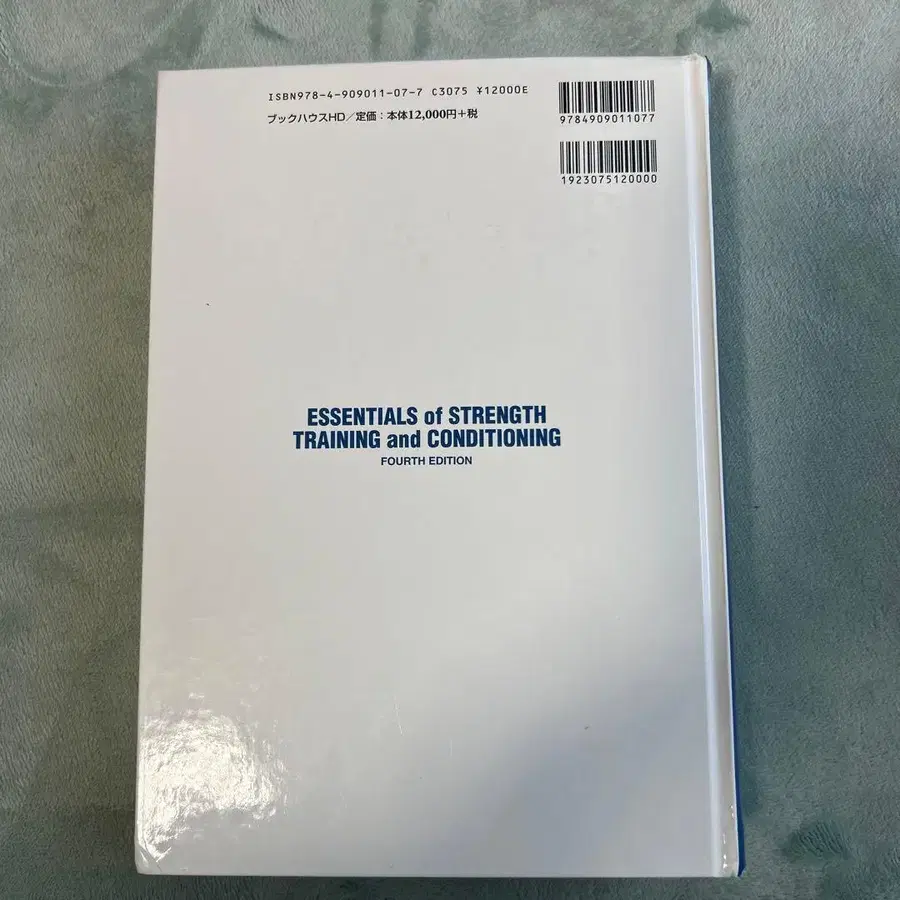 ISBN978-4-909011-07-7 C3075 ¥12000E
ブックハウスHD／定価：本体12,000円+税
9784909011077
1923075120000
ESSENTIALS of STRENGTH
TRAINING and CONDITIONING
FOURTH EDITION